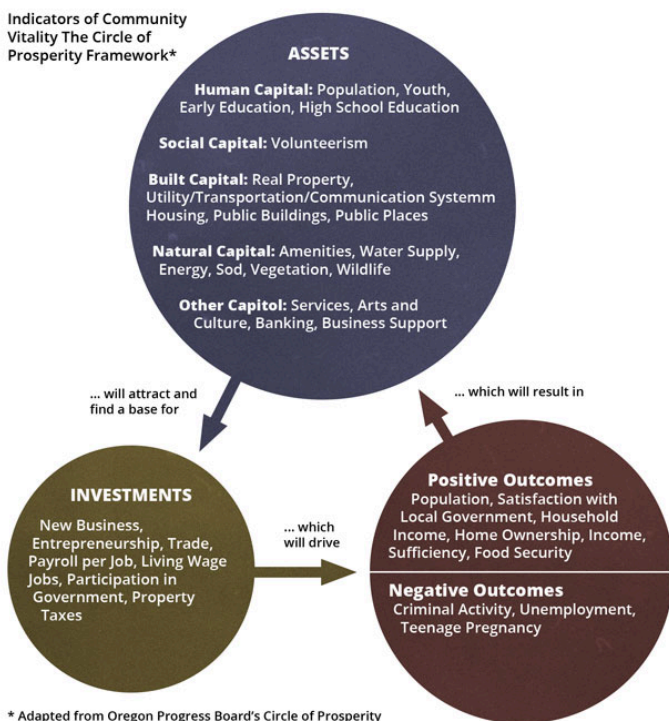 Indicators of Community
Vitality The Circle of
Prosperity Framework*
ASSETS
Human Capital: Population, Youth,
Early Education, High School Education
Social Capital: Volunteerism
Built Capital: Real Property,
Utility/Transportation/Communication Systemm
Housing, Public Buildings, Public Places
Natural Capital: Amenities, Water Supply,
Energy, Sod, Vegetation, Wildlife
Other Capitol: Services, Arts and
Culture, Banking, Business Support
... will attract and
find a base for
INVESTMENTS
New Business,
Entrepreneurship, Trade,
Payroll per Job, Living Wage
Jobs, Participation in
Government, Property
Taxes
... which
will drive
Positive Outcomes
Population, Satisfaction with
Local Government, Household
Income, Home Ownership, Income,
Sufficiency, Food Security
Negative Outcomes
Criminal Activity, Unemployment,
Teenage Pregnancy
... which will result in
* Adapted from Oregon Progress Board's Circle of Prosperity